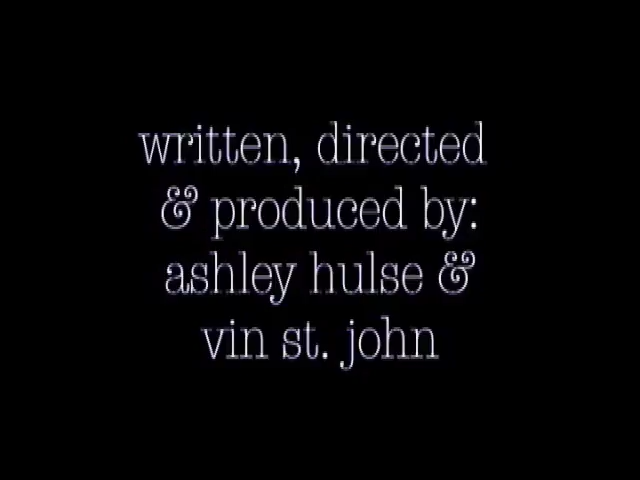 written, directed
& produced by:
ashley hulse &
vin st. john